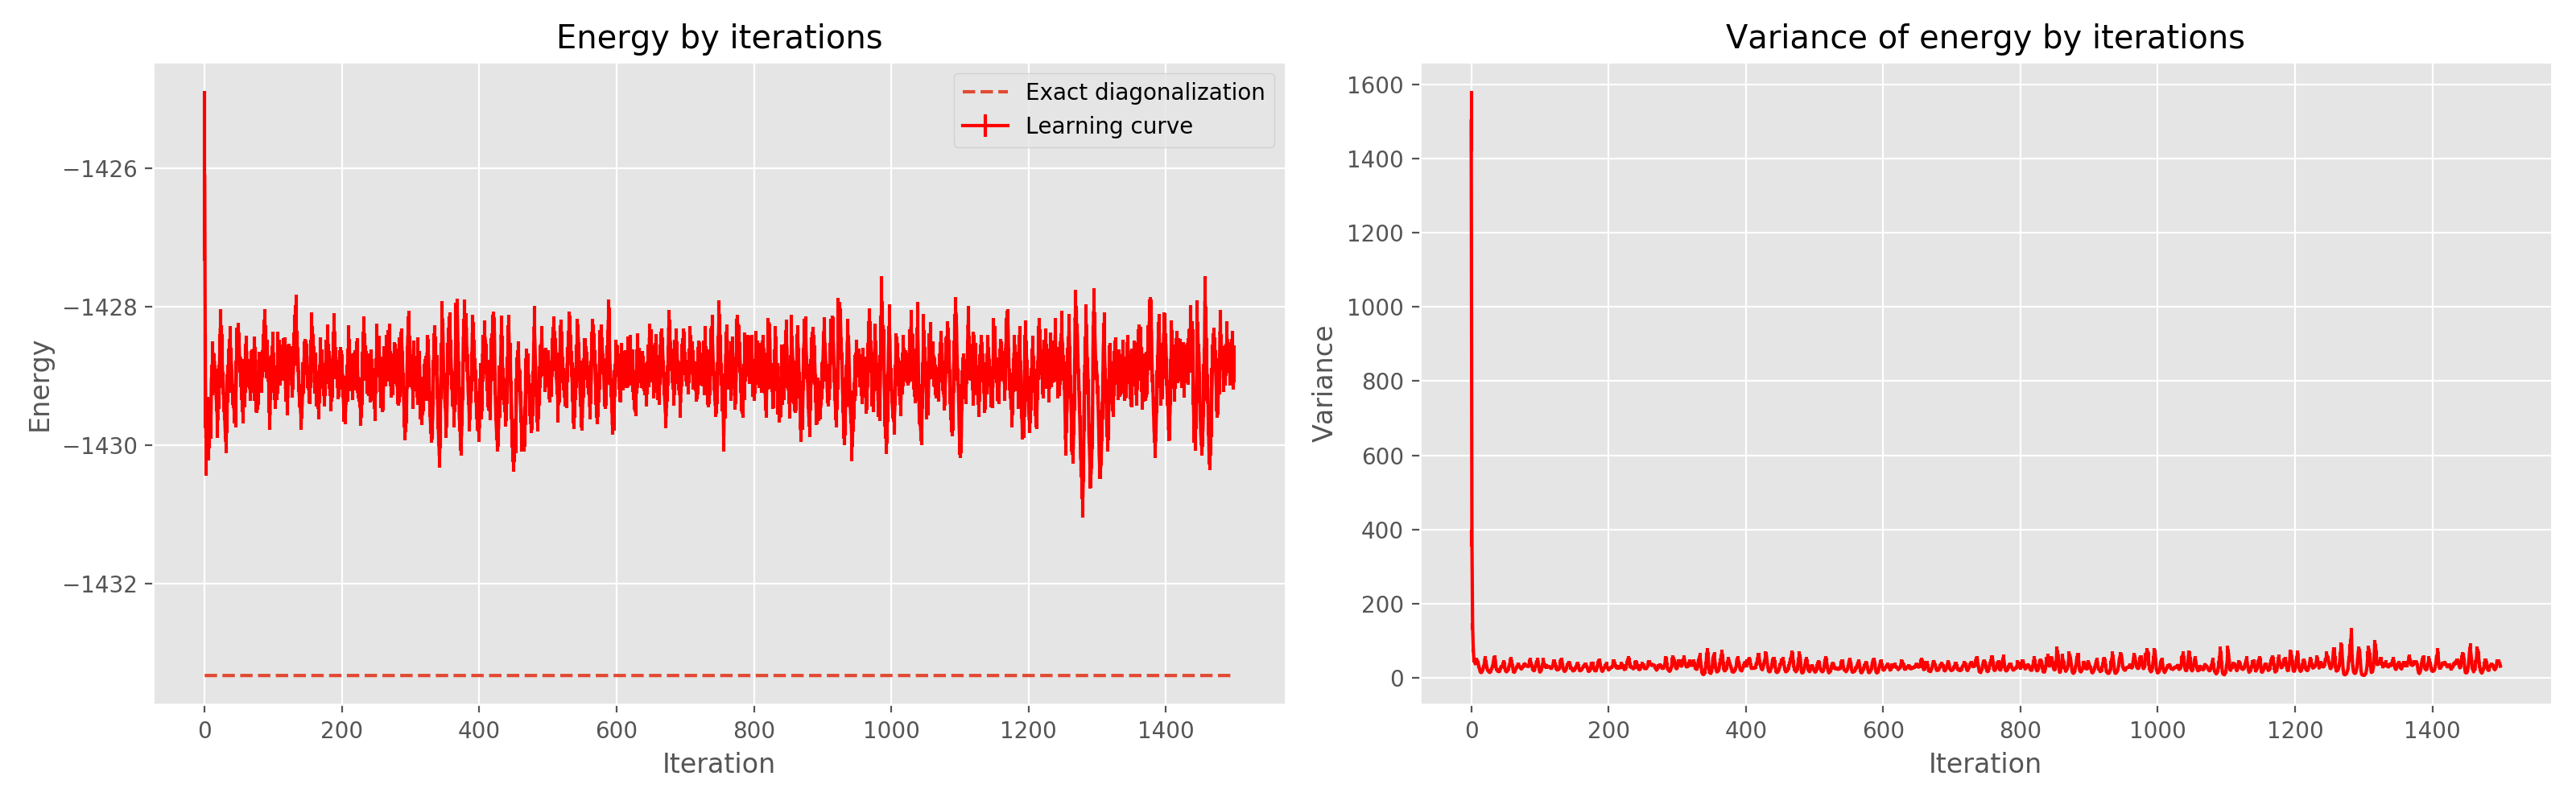 Energy by iterations
Exact diagonalization
Learning curve
−1426
−1428
−1430
−1432
Energy
0 200 400 600 800 1000 1200 1400
Iteration
Variance of energy by iterations
1600
1400
1200
1000
800
600
400
200
0
Variance
0 200 400 600 800 1000 1200 1400
Iteration